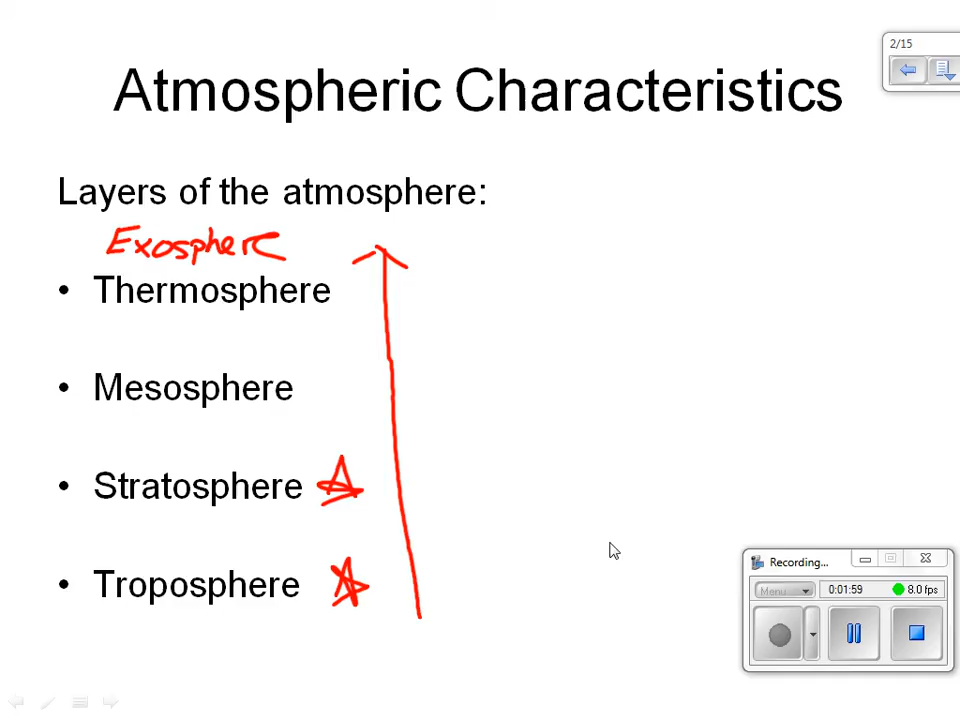 2/15
Atmospheric Characteristics
Layers of the atmosphere:
Exosphere
• Thermosphere
• Mesosphere
• Stratosphere
• Troposphere
Recording...
Menu 0:01:59 8.0 fps